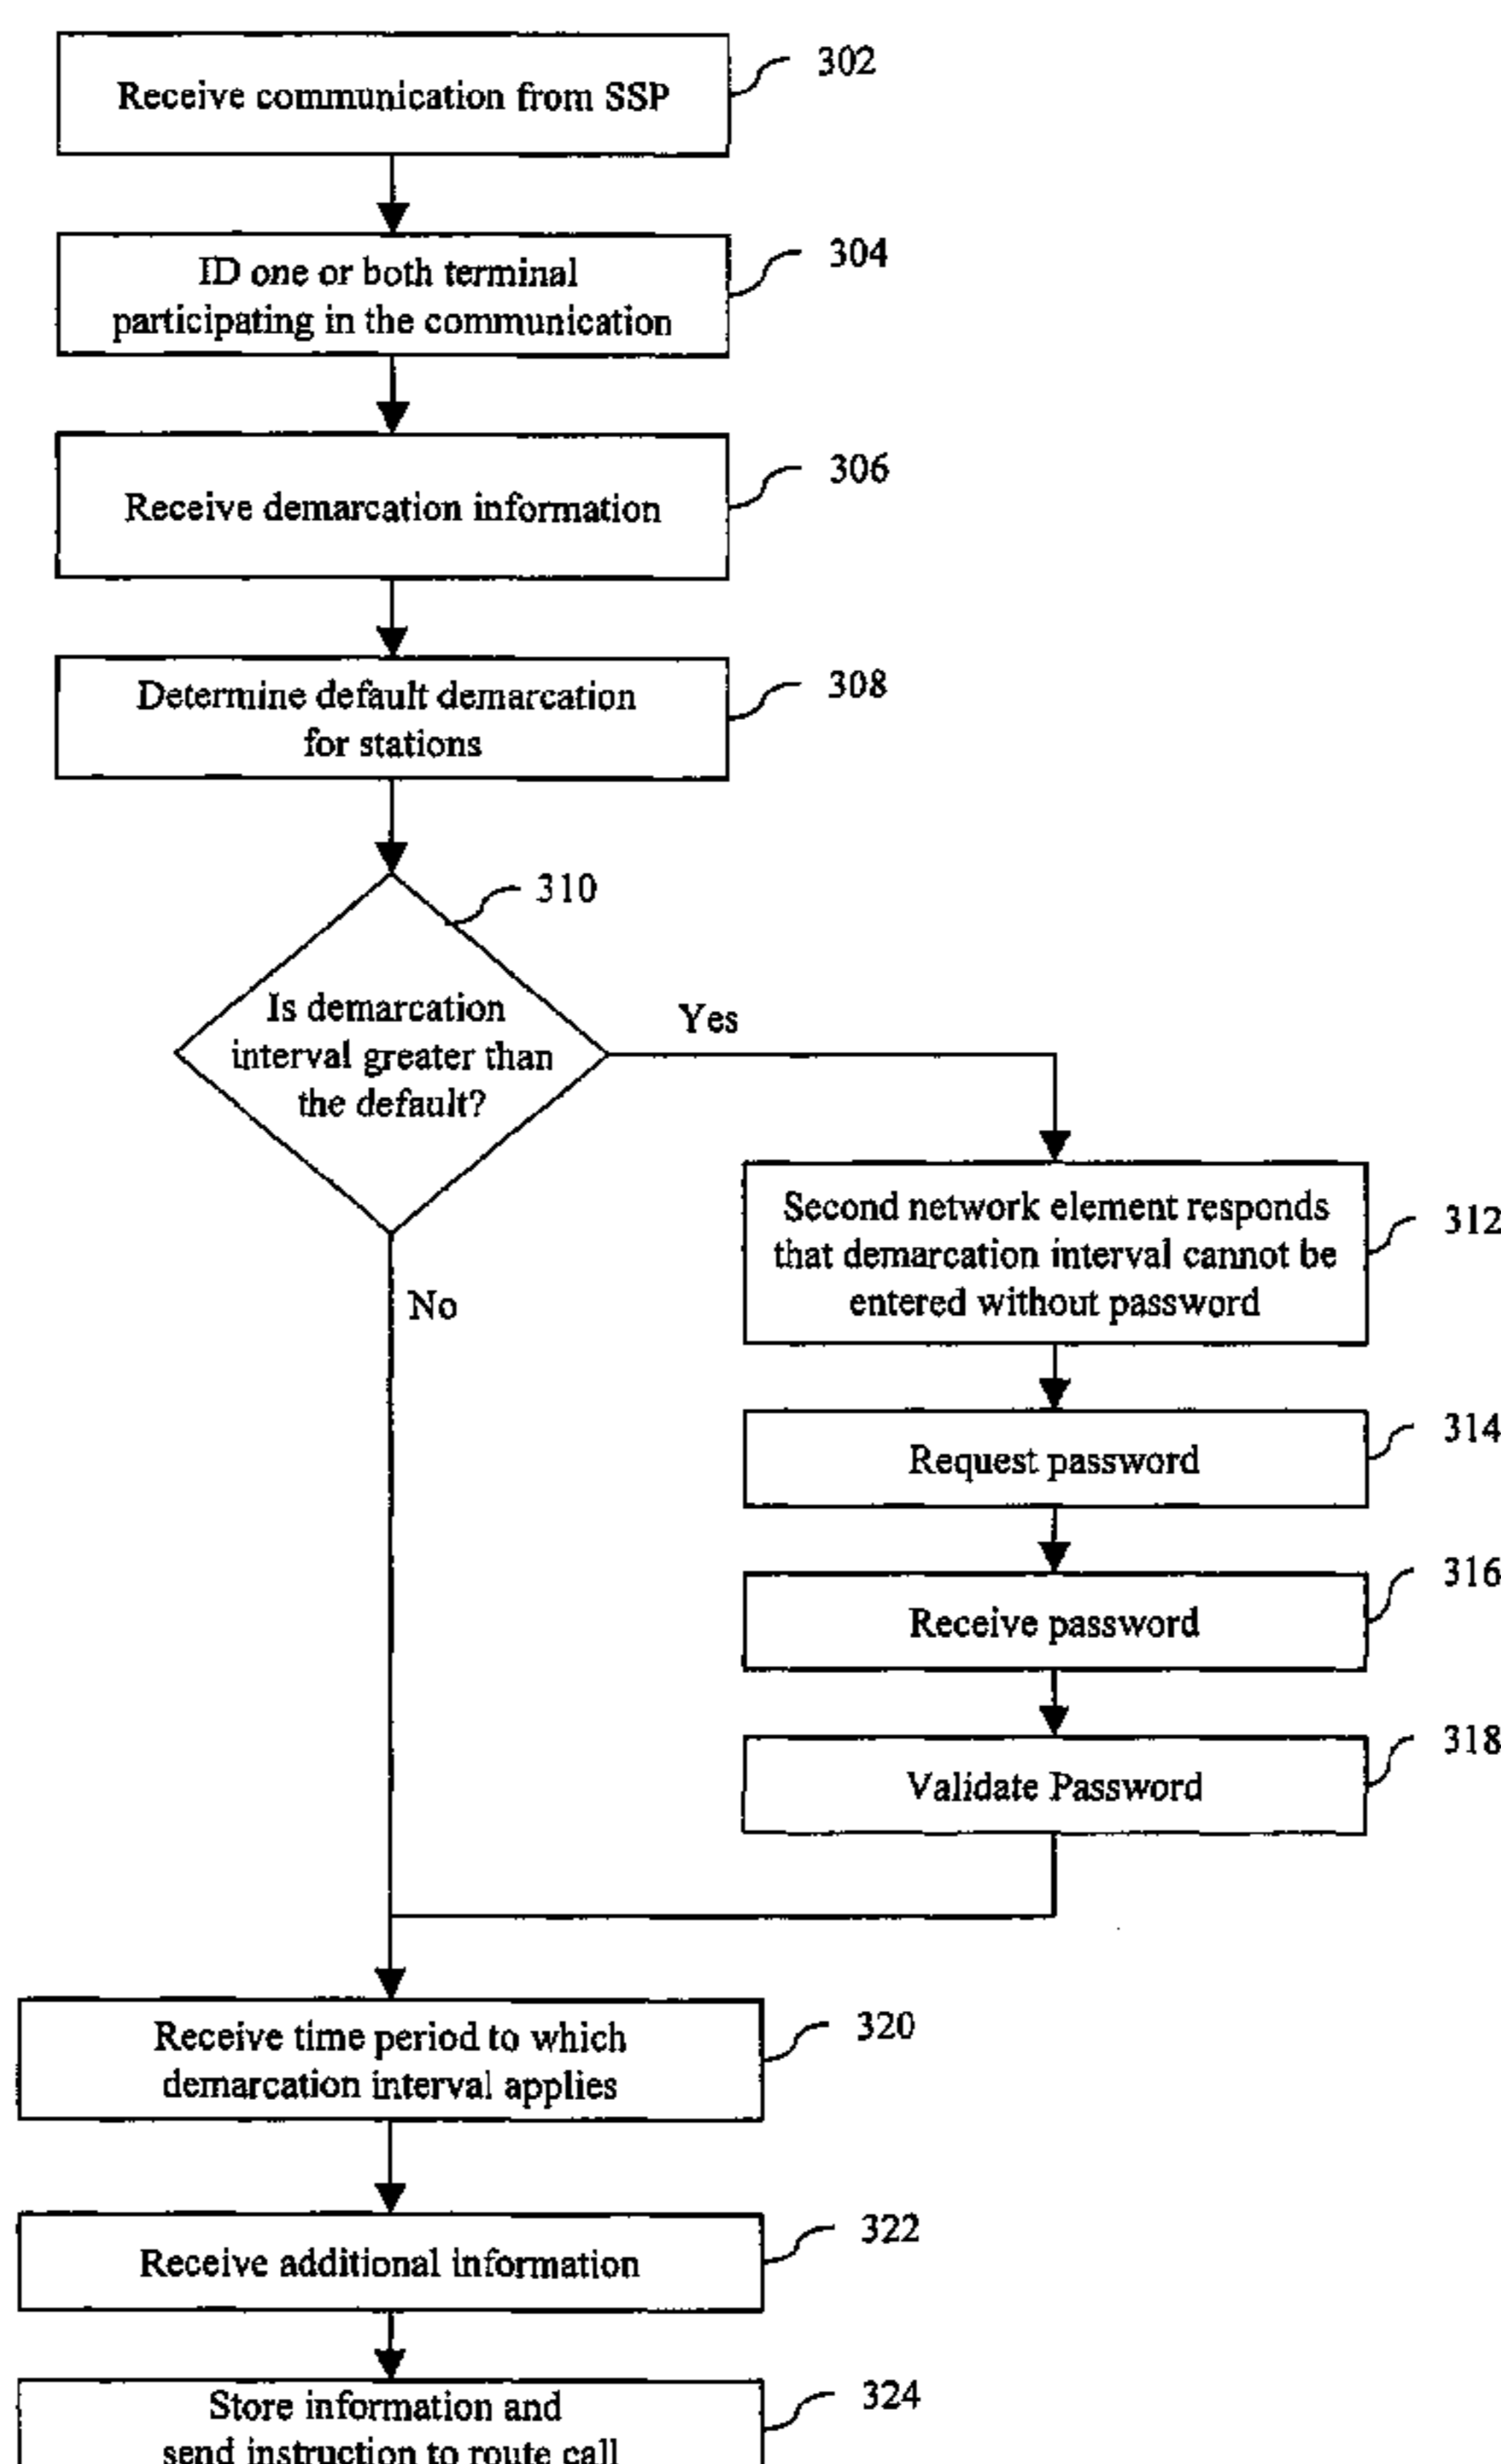 Receive communication from SSP
302
ID one or both terminal
participating in the communication
304
Receive demarcation information
306
Determine default demarcation
for stations
308
310
Is demarcation
interval greater than
the default?
Yes
No
Second network element responds
that demarcation interval cannot be
entered without password
312
Request password
314
Receive password
316
Validate Password
318
Receive time period to which
demarcation interval applies
320
Receive additional information
322
Store information and
send instruction to route call
324